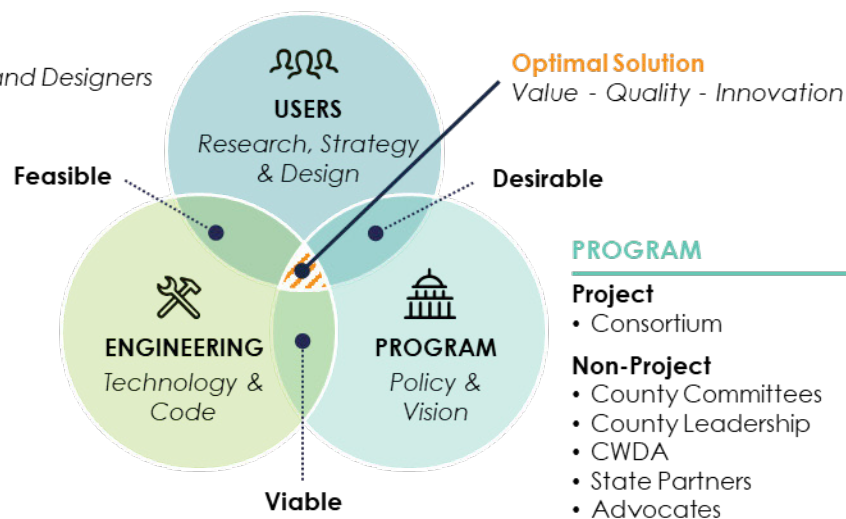 and Designers
USERS
Research, Strategy
& Design
Optimal Solution
Value - Quality - Innovation
Feasible
Desirable
ENGINEERING
Technology &
Code
PROGRAM
Policy &
Vision
Viable
PROGRAM
Project
• Consortium
Non-Project
• County Committees
• County Leadership
• CWDA
• State Partners
• Advocates